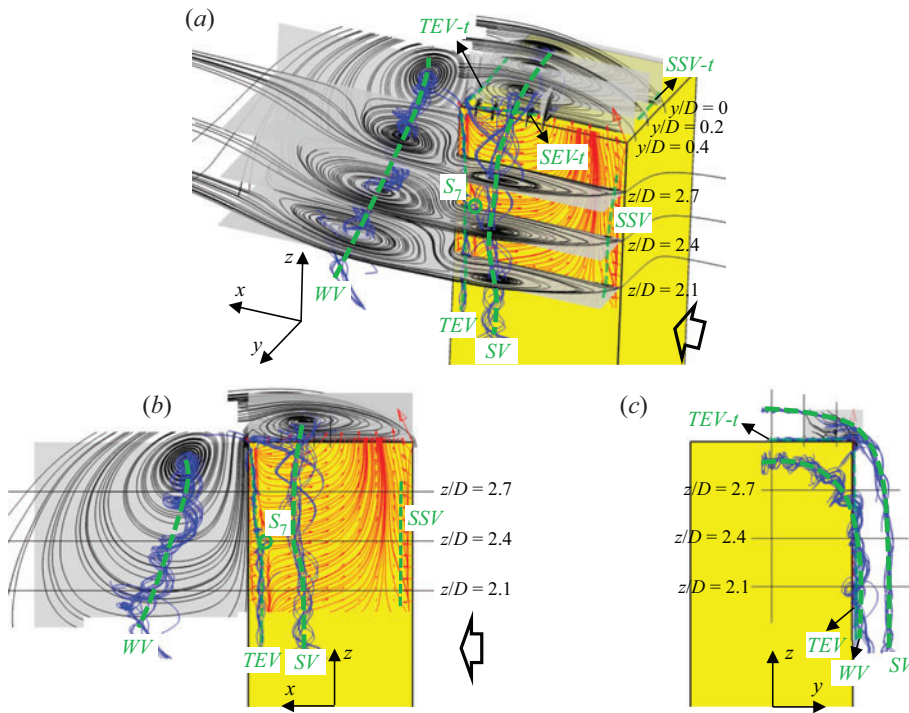 (a)
TEV-t
SSV-t
y/D = 0
y/D = 0.2
y/D = 0.4
SEV-t
S7
z/D = 2.7
SSV
z/D = 2.4
z/D = 2.1
z
x
y
WV
TEV
SV
(b)
z/D = 2.7
S7
SSV
z/D = 2.4
z/D = 2.1
WV
TEV
SV
z
x
(c)
TEV-t
z/D = 2.7
z/D = 2.4
z/D = 2.1
TEV
WV
SV
z
y